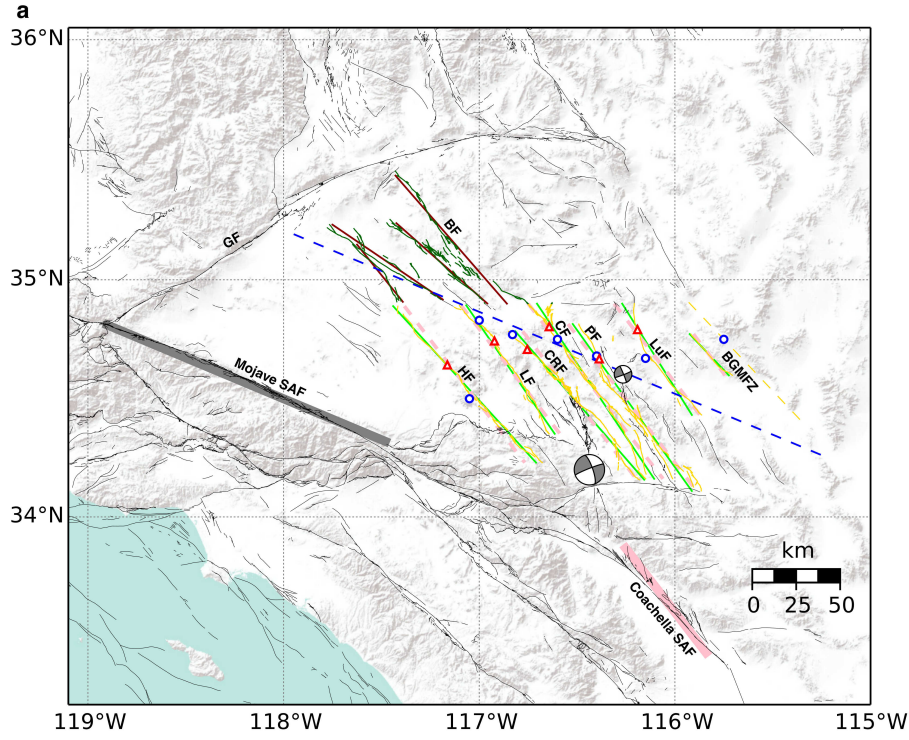 a
36°N
BF
GF
35°N
CF
PF
LuF
CRF
BGMFZ
HF
LF
Mojave SAF
34°N
km
0 25 50
Coachella SAF
119°W 118°W 117°W 116°W 115°W